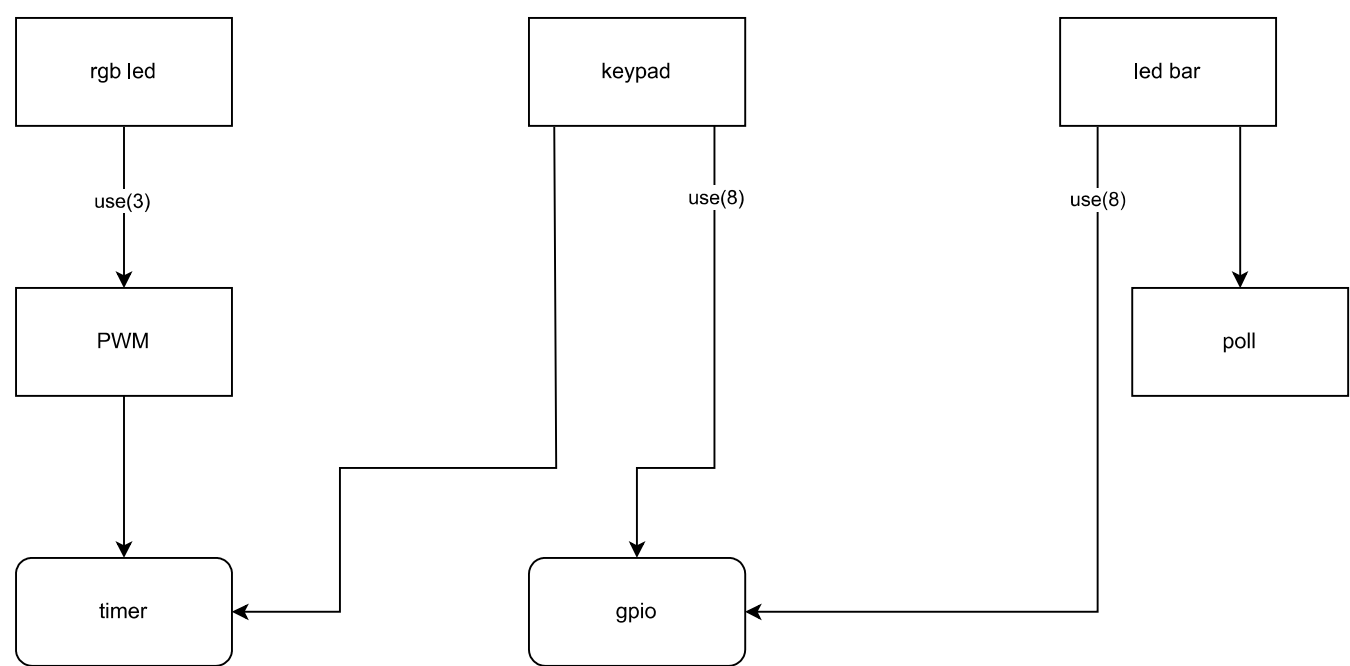 rgb led
keypad
led bar
use(3)
use(8)
use(8)
PWM
poll
timer
gpio